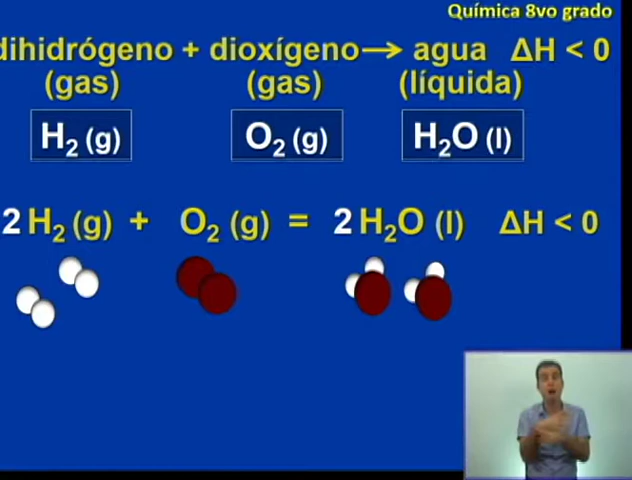 Química 8vo grado
dihidrógeno + dioxígeno → agua ΔH < 0
(gas) (gas) (líquida)
H₂ (g) O₂ (g) H₂O (l)
2 H₂ (g) + O₂ (g) = 2 H₂O (l) ΔH < 0